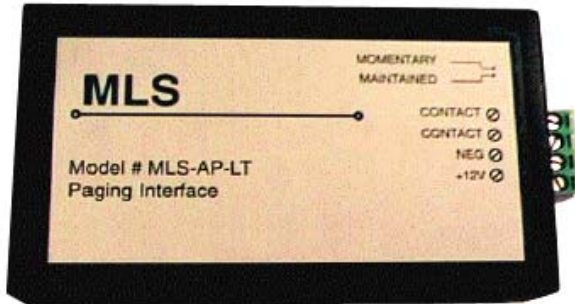 MLS
Model # MLS-AP-LT
Paging Interface
MOMENTARY
MAINTAINED
CONTACT
CONTACT
NEG
+12V